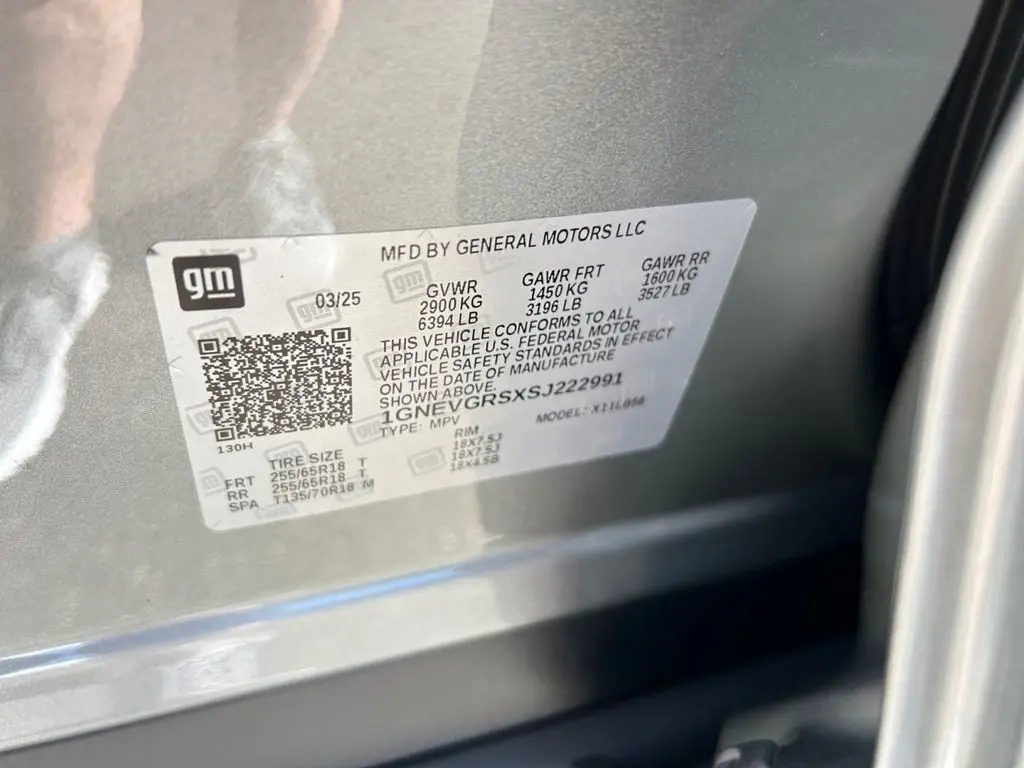 gm
MFD BY GENERAL MOTORS LLC
03/25
GVWR
2900 KG
6394 LB
GAWR FRT
1450 KG
3196 LB
GAWR RR
1600 KG
3527 LB
THIS VEHICLE CONFORMS TO ALL
APPLICABLE U.S. FEDERAL MOTOR
VEHICLE SAFETY STANDARDS IN EFFECT
ON THE DATE OF MANUFACTURE
SHOWN ABOVE.
1GNEVGRSXSJ222991
TYPE: MPV
MODEL: X11LB56
130H
TIRE SIZE RIM
FRT 255/65R18 T 18X7.5J
RR 255/65R18 T 18X7.5J
SPA T135/70R18 M 18X4.5B